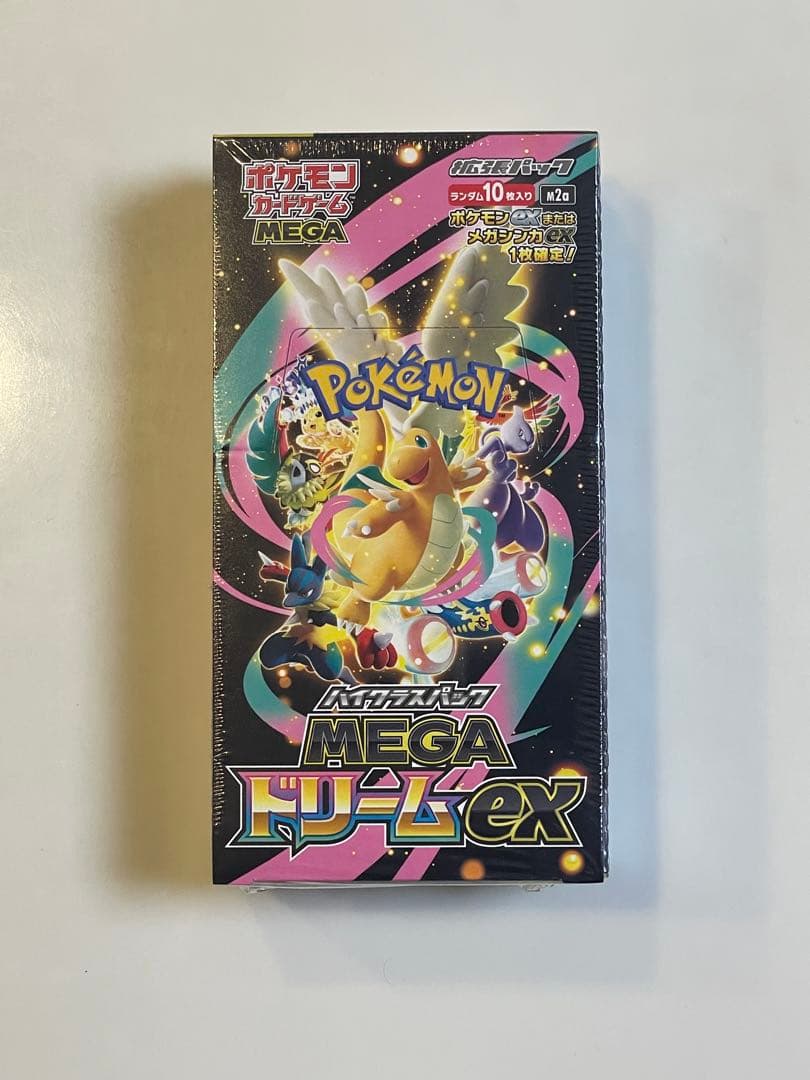 ポケモン
カードゲーム
MEGA
拡張パック
ランダム10枚入り M2a
ポケモンexまたは
メガシンカex
1枚確定!
POKéMON
TM
ハイクラスパック
MEGA
ドリームex